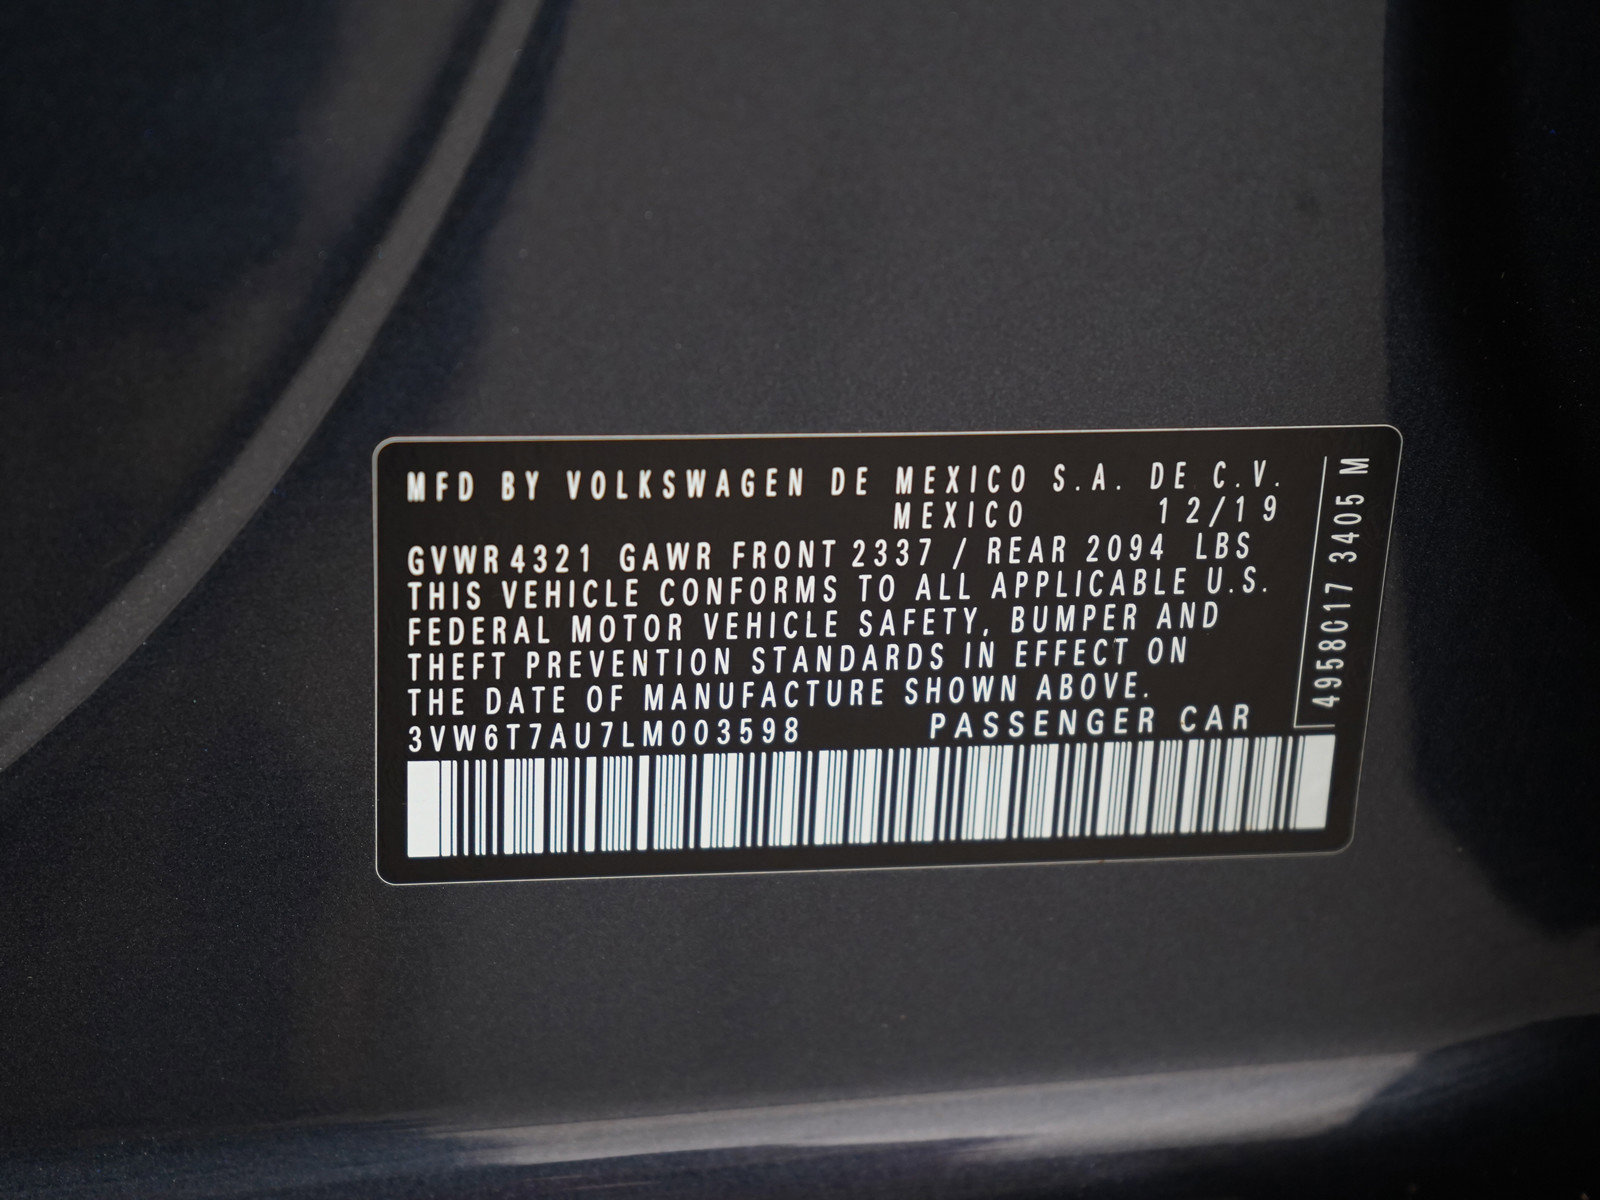 MFD BY VOLKSWAGEN DE MEXICO S.A. DE C.V.
MEXICO 12/19
GVWR 4321 GAWR FRONT 2337 / REAR 2094 LBS
THIS VEHICLE CONFORMS TO ALL APPLICABLE U.S.
FEDERAL MOTOR VEHICLE SAFETY, BUMPER AND
THEFT PREVENTION STANDARDS IN EFFECT ON
THE DATE OF MANUFACTURE SHOWN ABOVE.
3VW6T7AU7LM003598 PASSENGER CAR
4958017 3405 M